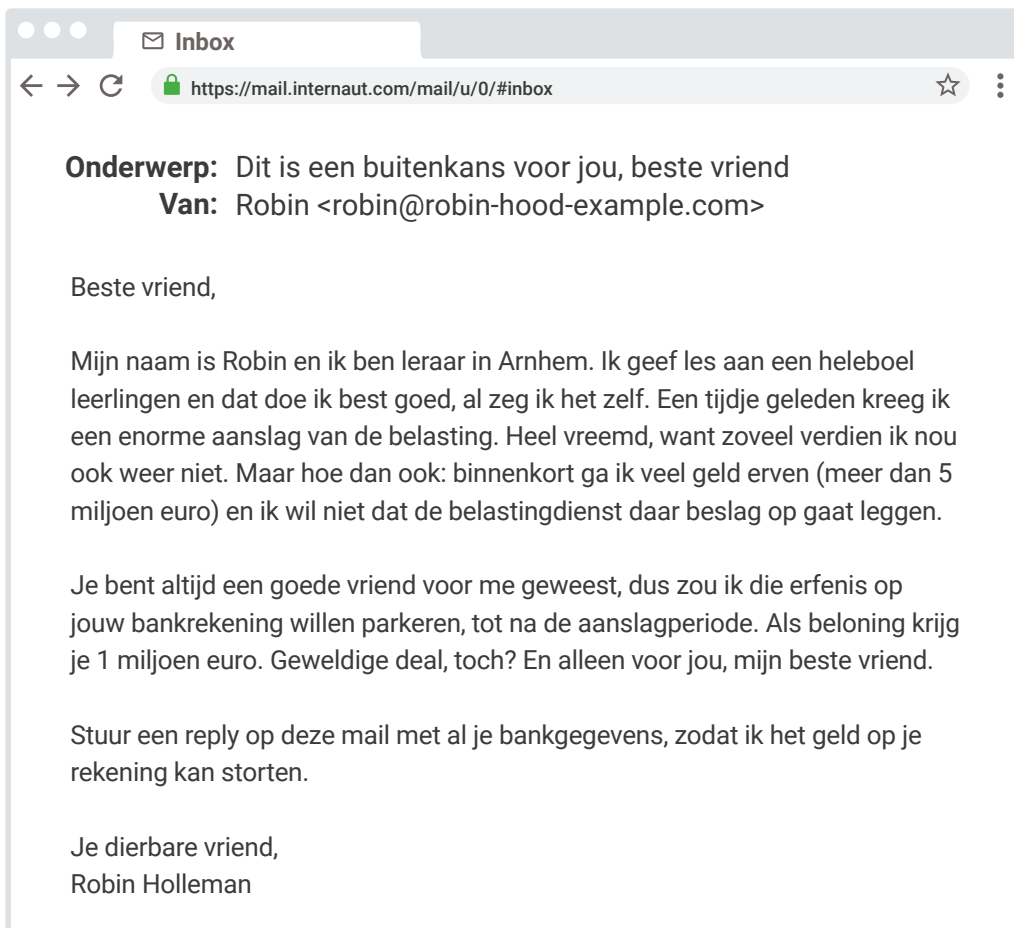 Inbox
https://mail.internaut.com/mail/u/0/#inbox
Onderwerp: Dit is een buitenkans voor jou, beste vriend
Van: Robin <robin@robin-hood-example.com>
Beste vriend,
Mijn naam is Robin en ik ben leraar in Arnhem. Ik geef les aan een heleboel
leerlingen en dat doe ik best goed, al zeg ik het zelf. Een tijdje geleden kreeg ik
een enorme aanslag van de belasting. Heel vreemd, want zoveel verdien ik nou
ook weer niet. Maar hoe dan ook: binnenkort ga ik veel geld erven (meer dan 5
miljoen euro) en ik wil niet dat de belastingdienst daar beslag op gaat leggen.
Je bent altijd een goede vriend voor me geweest, dus zou ik die erfenis op
jouw bankrekening willen parkeren, tot na de aanslagperiode. Als beloning krijg
je 1 miljoen euro. Geweldige deal, toch? En alleen voor jou, mijn beste vriend.
Stuur een reply op deze mail met al je bankgegevens, zodat ik het geld op je
rekening kan storten.
Je dierbare vriend,
Robin Holleman